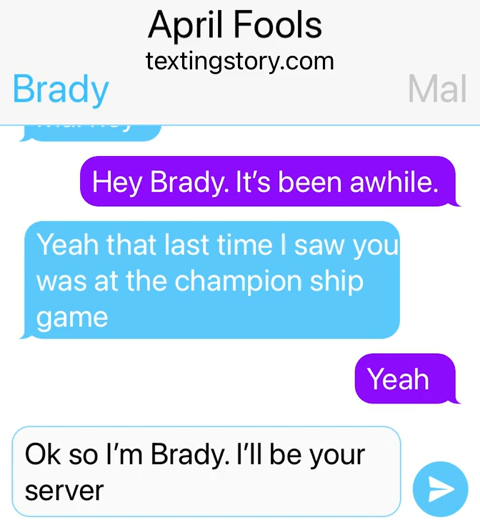 April Fools
textingstory.com
Brady
Mal
Hey Brady. It's been awhile.
Yeah that last time I saw you
was at the champion ship
game
Yeah
Ok so I'm Brady. I'll be your
server